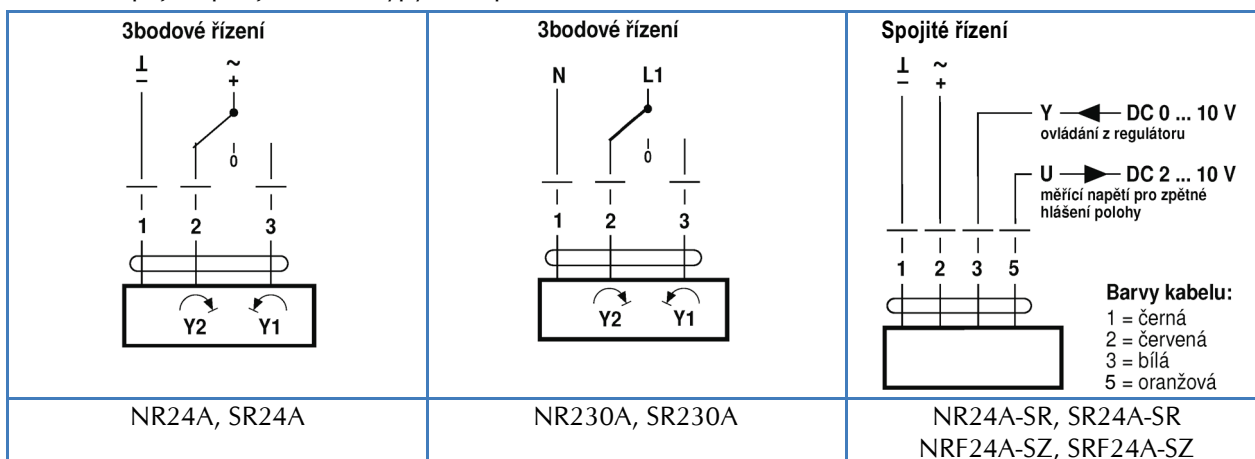 3bodové řízení
⊥ ~
– +
0
1 2 3
Y2 Y1
NR24A, SR24A
3bodové řízení
N L1
0
1 2 3
Y2 Y1
NR230A, SR230A
Spojité řízení
⊥ ~
– +
Y DC 0 ... 10 V
ovládání z regulátoru
U DC 2 ... 10 V
měřící napětí pro zpětné
hlášení polohy
1 2 3 5
Barvy kabelu:
1 = černá
2 = červená
3 = bílá
5 = oranžová
NR24A-SR, SR24A-SR
NRF24A-SZ, SRF24A-SZ